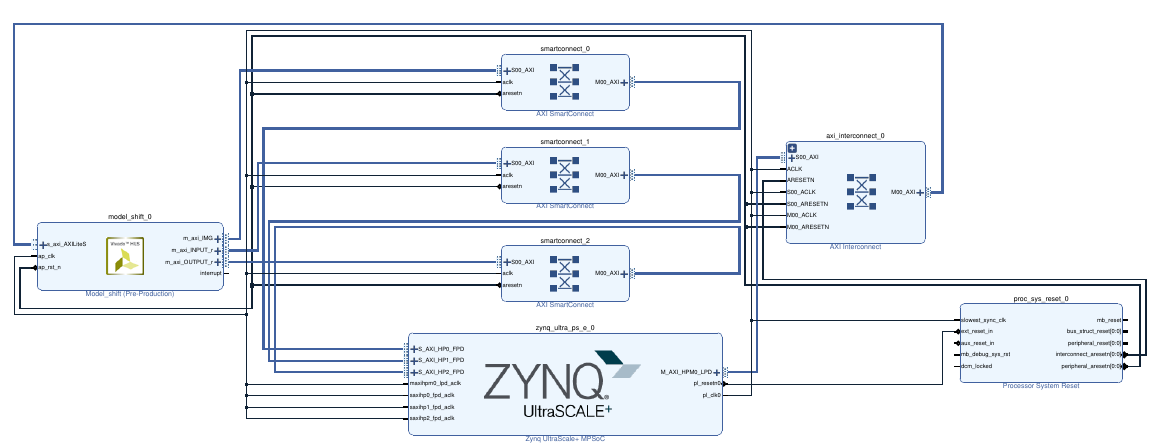 smartconnect_0
S00_AXI
aclk
aresetn
M00_AXI
AXI SmartConnect
smartconnect_1
S00_AXI
aclk
aresetn
M00_AXI
AXI SmartConnect
axi_interconnect_0
S00_AXI
ACLK
ARESETN
S00_ACLK
S00_ARESETN
M00_ACLK
M00_ARESETN
M00_AXI
AXI Interconnect
model_shift_0
s_axi_AXILiteS
ap_clk
ap_rst_n
m_axi_IMG
m_axi_INPUT_r
m_axi_OUTPUT_r
interrupt
Model_shift (Pre-Production)
smartconnect_2
S00_AXI
aclk
aresetn
M00_AXI
AXI SmartConnect
zynq_ultra_ps_e_0
S_AXI_HP0_FPD
S_AXI_HP1_FPD
S_AXI_HP2_FPD
maxihpm0_lpd_aclk
saxihp0_fpd_aclk
saxihp1_fpd_aclk
saxihp2_fpd_aclk
ZYNQ
UltraSCALE+
M_AXI_HPM0_LPD
pl_resetn0
pl_clk0
Zynq UltraScale+ MPSoC
proc_sys_reset_0
slowest_sync_clk
ext_reset_in
aux_reset_in
mb_debug_sys_rst
dcm_locked
mb_reset
bus_struct_reset[0:0]
peripheral_reset[0:0]
interconnect_aresetn[0:0]
peripheral_aresetn[0:0]
Processor System Reset